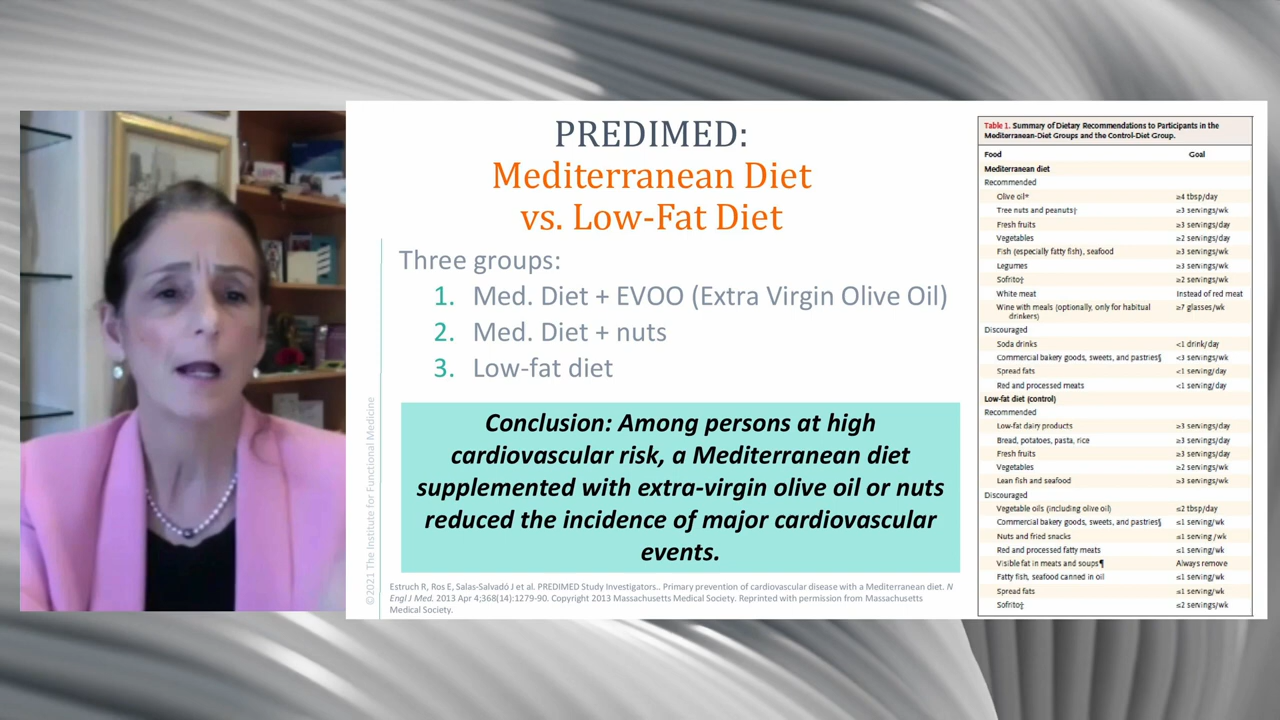 PREDIMED:
Mediterranean Diet
vs. Low-Fat Diet
Three groups:
1. Med. Diet + EVOO (Extra Virgin Olive Oil)
2. Med. Diet + nuts
3. Low-fat diet
Conclusion: Among persons at high
cardiovascular risk, a Mediterranean diet
supplemented with extra-virgin olive oil or nuts
reduced the incidence of major cardiovascular
events.
Estruch R, Ros E, Salas-Salvadó J et al. PREDIMED Study Investigators.. Primary prevention of cardiovascular disease with a Mediterranean diet. N
Engl J Med. 2013 Apr 4;368(14):1279-90. Copyright 2013 Massachusetts Medical Society. Reprinted with permission from Massachusetts
Medical Society.
©2021 The Institute for Functional Medicine
Table 1. Summary of Dietary Recommendations to Participants in the
Mediterranean-Diet Groups and the Control-Diet Group.
Food Goal
Mediterranean diet
Recommended
Olive oil* ≥4 tbsp/day
Tree nuts and peanuts† ≥3 servings/wk
Fresh fruits ≥3 servings/day
Vegetables ≥2 servings/day
Fish (especially fatty fish), seafood ≥3 servings/wk
Legumes ≥3 servings/wk
Sofrito‡ ≥2 servings/wk
White meat Instead of red meat
Wine with meals (optionally, only for habitual ≥7 glasses/wk
drinkers)
Discouraged
Soda drinks <1 drink/day
Commercial bakery goods, sweets, and pastries§ <3 servings/wk
Spread fats <1 serving/day
Red and processed meats <1 serving/day
Low-fat diet (control)
Recommended
Low-fat dairy products ≥3 servings/day
Bread, potatoes, pasta, rice ≥3 servings/day
Fresh fruits ≥3 servings/day
Vegetables ≥2 servings/wk
Lean fish and seafood ≥3 servings/wk
Discouraged
Vegetable oils (including olive oil) ≤2 tbsp/day
Commercial bakery goods, sweets, and pastries§ ≤1 serving/wk
Nuts and fried snacks ≤1 serving /wk
Red and processed fatty meats ≤1 serving/wk
Visible fat in meats and soups¶ Always remove
Fatty fish, seafood canned in oil ≤1 serving/wk
Spread fats ≤1 serving/wk
Sofrito‡ ≤2 servings/wk